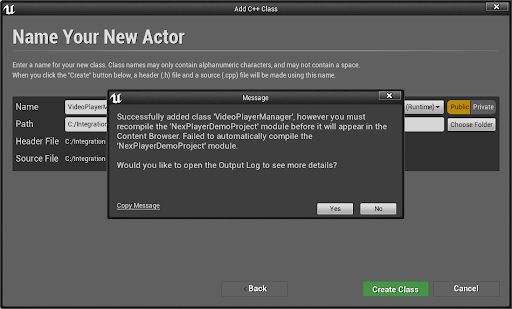 Add C++ Class
Name Your New Actor
Enter a name for your new class. Class names may only contain alphanumeric characters, and may not contain a space.
When you click the "Create" button below, a header (.h) file and a source (.cpp) file will be made using this name.
Message
Name VideoPlayerM (Runtime) Public Private
Path C:/Integration Choose Folder
Header File C:/Integration
Source File C:/Integration
Successfully added class 'VideoPlayerManager', however you must
recompile the 'NexPlayerDemoProject' module before it will appear in the
Content Browser. Failed to automatically compile the
'NexPlayerDemoProject' module.
Would you like to open the Output Log to see more details?
Copy Message Yes No
Back Create Class Cancel